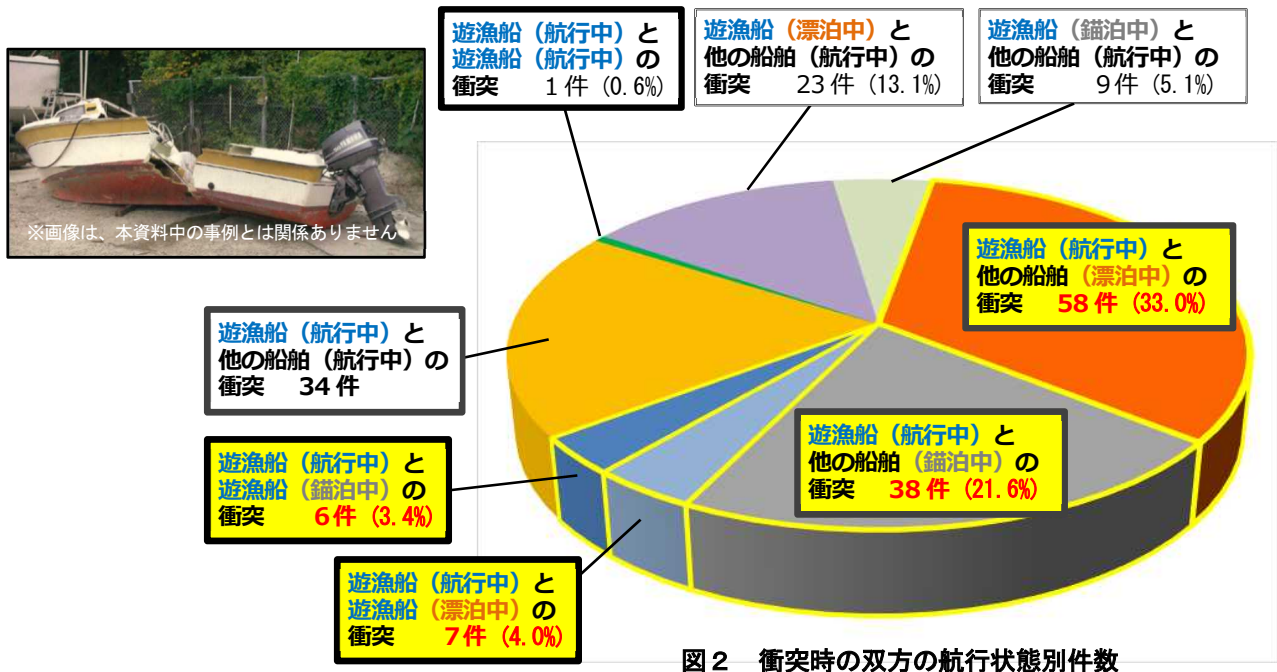 遊漁船（航行中）と
遊漁船（航行中）の
衝突　1件（0.6%）
遊漁船（漂泊中）と
他の船舶（航行中）の
衝突　23件（13.1%）
遊漁船（錨泊中）と
他の船舶（航行中）の
衝突　9件（5.1%）
※画像は、本資料中の事例とは関係ありません
遊漁船（航行中）と
他の船舶（漂泊中）の
衝突　58件（33.0%）
遊漁船（航行中）と
他の船舶（航行中）の
衝突　34件
遊漁船（航行中）と
他の船舶（錨泊中）の
衝突　38件（21.6%）
遊漁船（航行中）と
遊漁船（錨泊中）の
衝突　6件（3.4%）
遊漁船（航行中）と
遊漁船（漂泊中）の
衝突　7件（4.0%）
図２　衝突時の双方の航行状態別件数